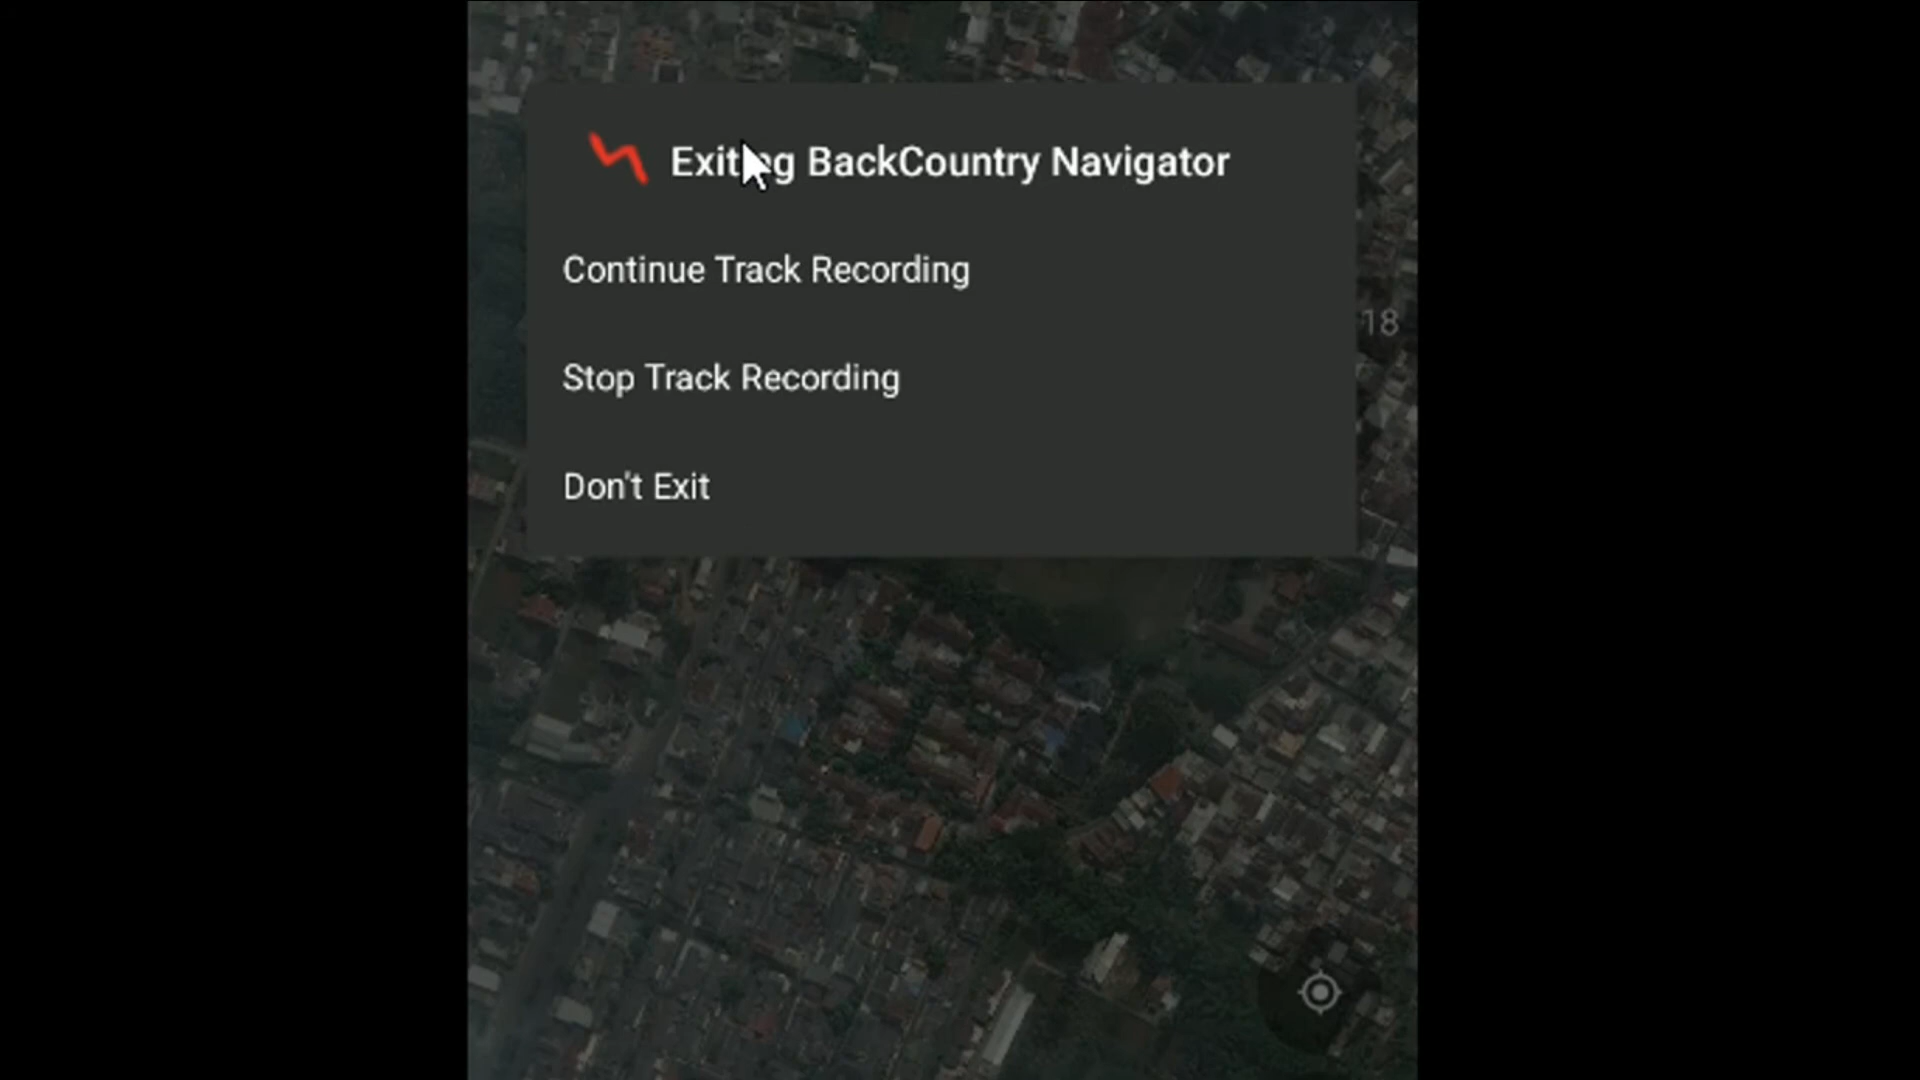 Exiting BackCountry Navigator
Continue Track Recording
18
Stop Track Recording
Don't Exit